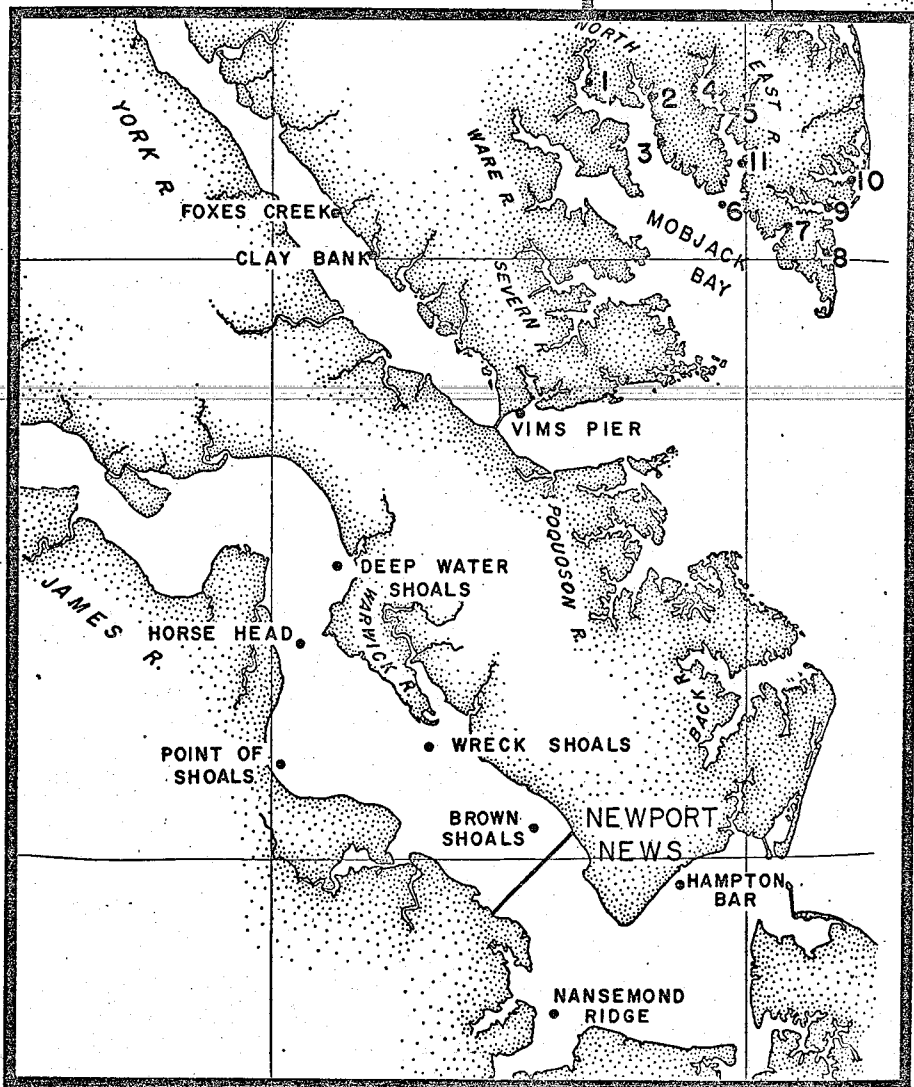 NORTH
EAST R
1
2
4
5
YORK R.
WARE R.
3
11
10
FOXES CREEK
6
9
MOBJACK
BAY
7
CLAY BANK
SEVERN
8
VIMS PIER
POQUOSON R.
DEEP WATER
SHOALS
JAMES R.
WARWICK R.
HORSE HEAD
BACK R.
POINT OF
SHOALS
WRECK SHOALS
BROWN
SHOALS
NEWPORT
NEWS
HAMPTON
BAR
NANSEMOND
RIDGE